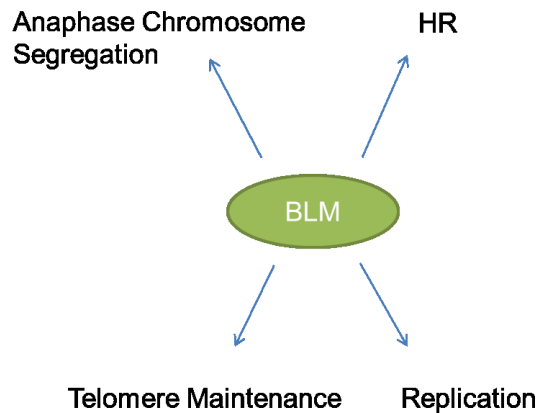 Anaphase Chromosome
Segregation
HR
BLM
Telomere Maintenance
Replication